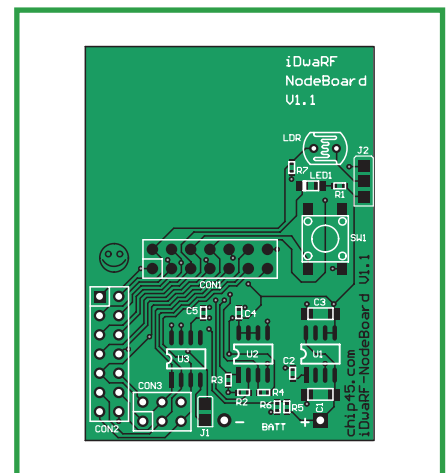 iDwaRF
NodeBoard
V1.1
LDR
J2
R7
LED1
R1
SW1
CON1
C5
C4
C3
U3
U2
U1
R3
C2
R2
R4
CON3
R6
R5
C1
CON2
J1
-
BATT
+
chip45.com
iDwaRF-NodeBoard V1.1